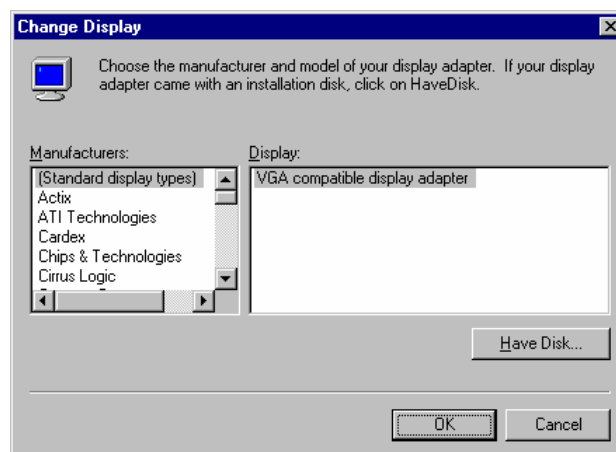 Change Display
Choose the manufacturer and model of your display adapter. If your display
adapter came with an installation disk, click on HaveDisk.
Manufacturers:
(Standard display types)
Actix
ATI Technologies
Cardex
Chips & Technologies
Cirrus Logic
Display:
VGA compatible display adapter
Have Disk...
OK
Cancel